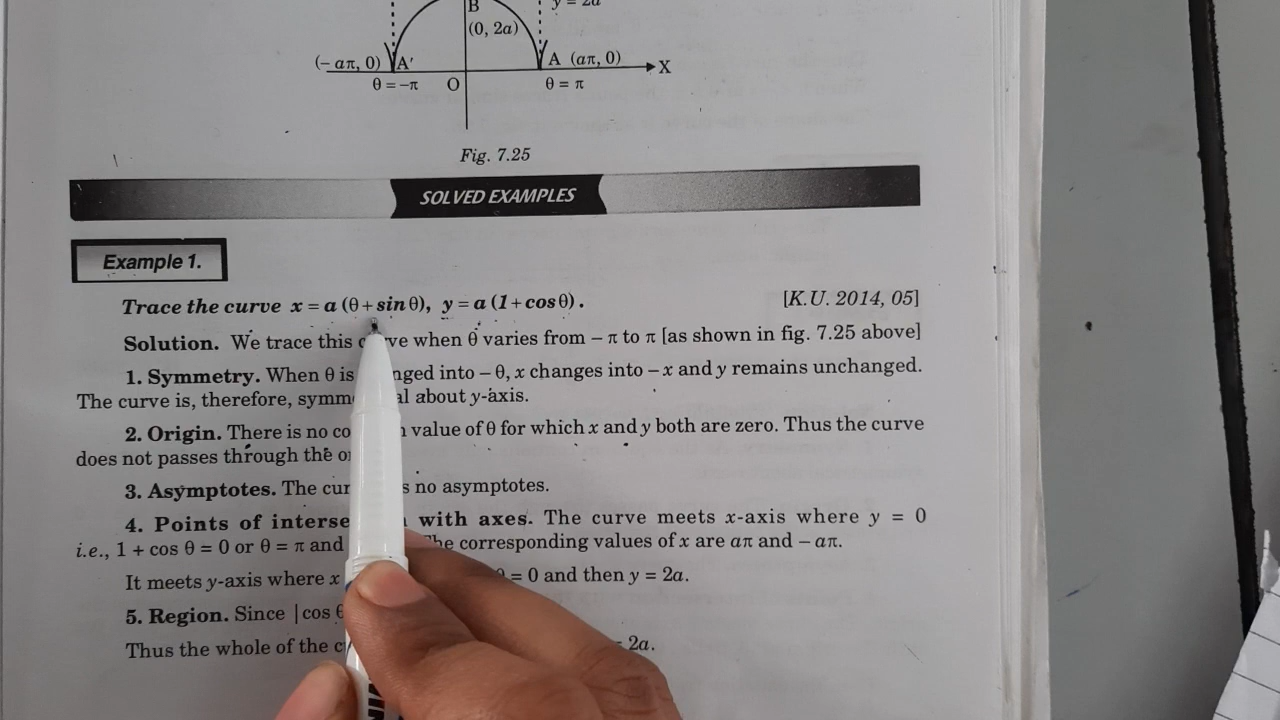 B
y = 2a
(0, 2a)
(– aπ, 0) A′
A (aπ, 0)
X
θ = –π O θ = π
Fig. 7.25
SOLVED EXAMPLES
Example 1.
Trace the curve x = a (θ + sin θ), y = a (1 + cos θ). [K.U. 2014, 05]
Solution. We trace this ve when θ varies from – π to π [as shown in fig. 7.25 above]
1. Symmetry. When θ is nged into – θ, x changes into – x and y remains unchanged.
The curve is, therefore, symm al about y-axis.
2. Origin. There is no co value of θ for which x and y both are zero. Thus the curve
does not passes through the
3. Asymptotes. The cur s no asymptotes.
4. Points of interse with axes. The curve meets x-axis where y = 0
i.e., 1 + cos θ = 0 or θ = π and The corresponding values of x are aπ and – aπ.
It meets y-axis where x = 0 and then y = 2a.
5. Region. Since |cos θ
Thus the whole of the 2a.